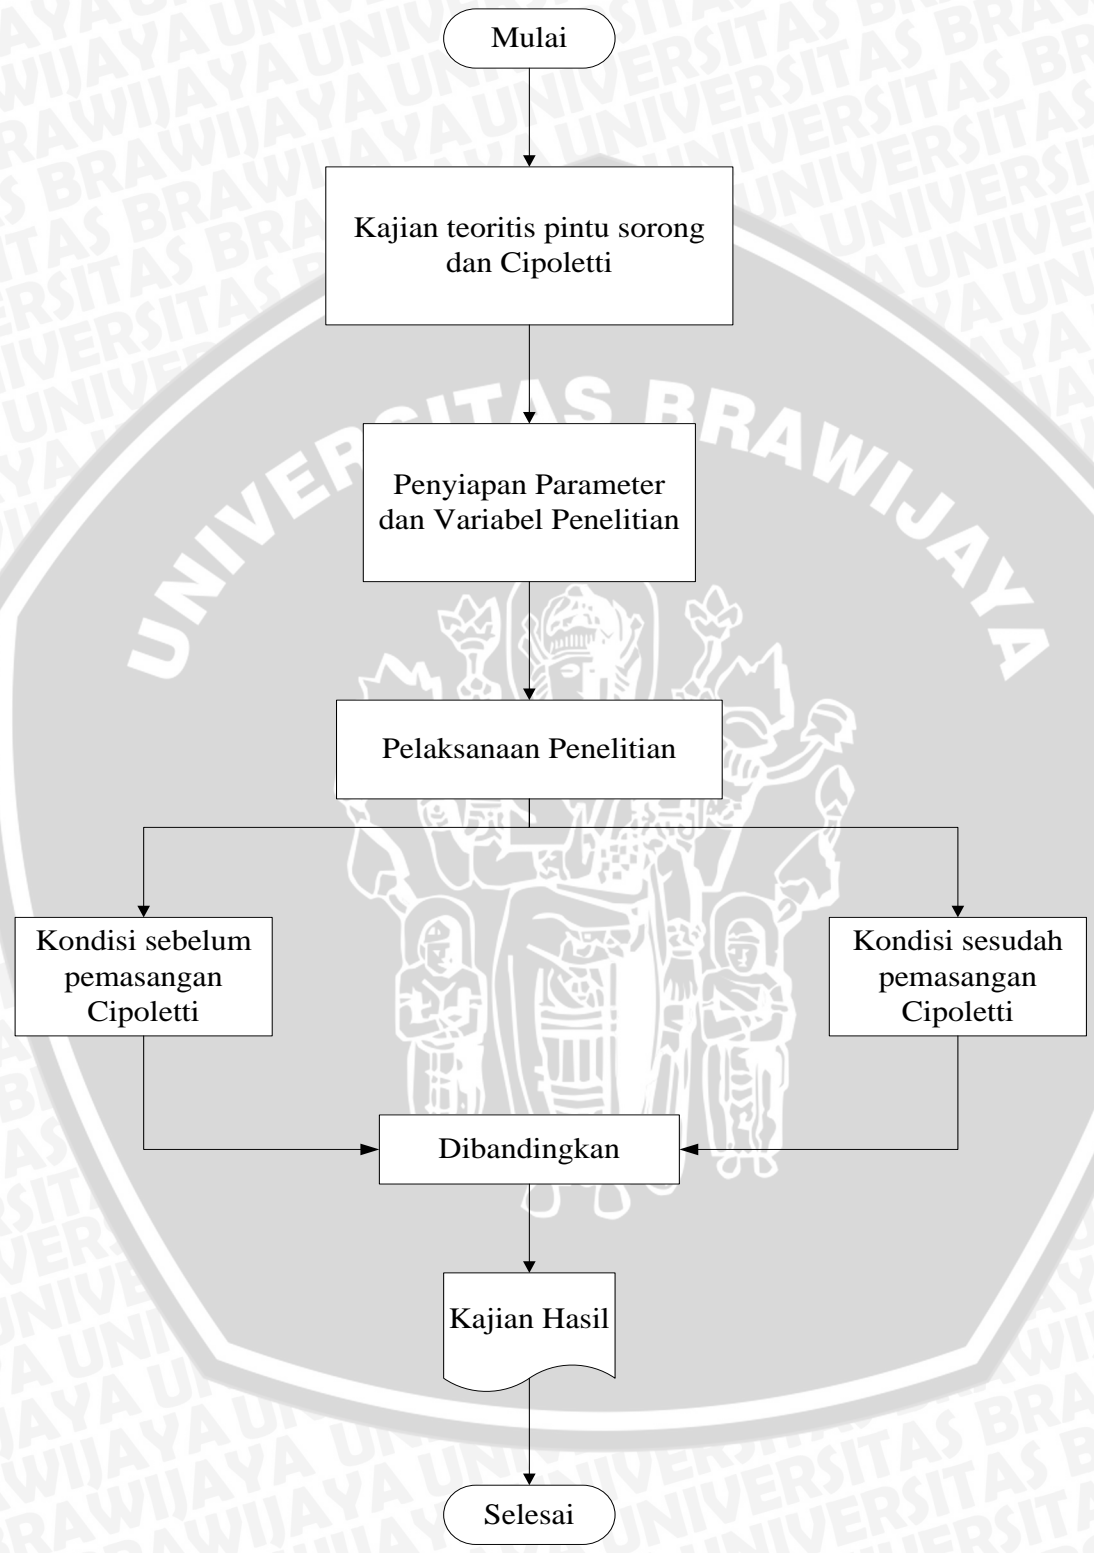 Mulai
Kajian teoritis pintu sorong
dan Cipoletti
UNIVERSITAS BRAWIJAYA
Penyiapan Parameter
dan Variabel Penelitian
Pelaksanaan Penelitian
Kondisi sebelum
pemasangan
Cipoletti
Kondisi sesudah
pemasangan
Cipoletti
Dibandingkan
Kajian Hasil
Selesai